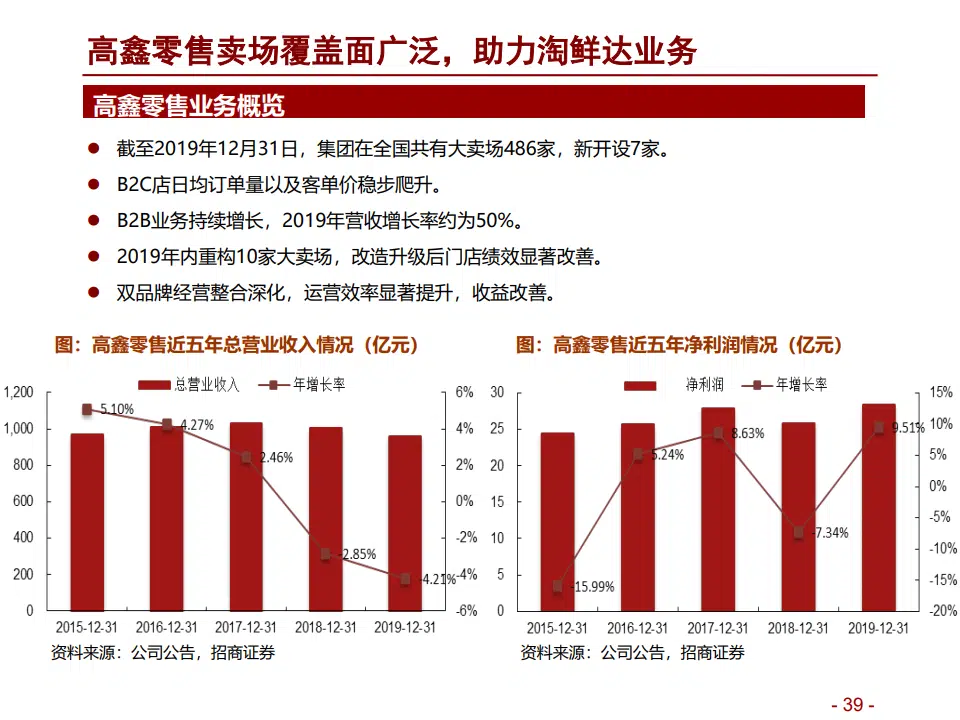 高鑫零售卖场覆盖面广泛，助力淘鲜达业务
高鑫零售业务概览
● 截至2019年12月31日，集团在全国共有大卖场486家，新开设7家。
● B2C店日均订单量以及客单价稳步爬升。
● B2B业务持续增长，2019年营收增长率约为50%。
● 2019年内重构10家大卖场，改造升级后门店绩效显著改善。
● 双品牌经营整合深化，运营效率显著提升，收益改善。
图：高鑫零售近五年总营业收入情况（亿元）
总营业收入 年增长率
1,200
1,000
800
600
400
200
0
6%
4%
2%
0%
-2%
-4%
-6%
5.10%
4.27%
2.46%
-2.85%
-4.21%
2015-12-31 2016-12-31 2017-12-31 2018-12-31 2019-12-31
资料来源：公司公告，招商证券
图：高鑫零售近五年净利润情况（亿元）
净利润 年增长率
30
25
20
15
10
5
0
15%
10%
5%
0%
-5%
-10%
-15%
-20%
-15.99%
5.24%
8.63%
-7.34%
9.51%
2015-12-31 2016-12-31 2017-12-31 2018-12-31 2019-12-31
资料来源：公司公告，招商证券
- 39 -